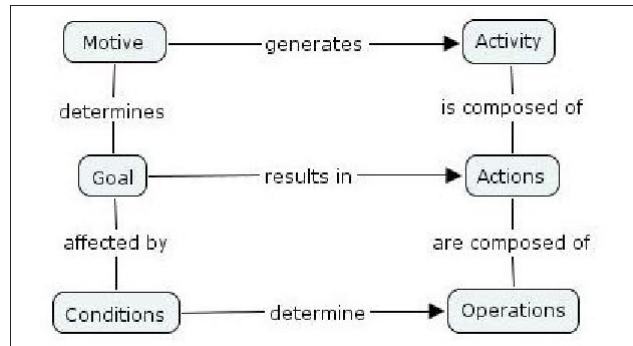 Motive generates Activity
determines is composed of
Goal results in Actions
affected by are composed of
Conditions determine Operations